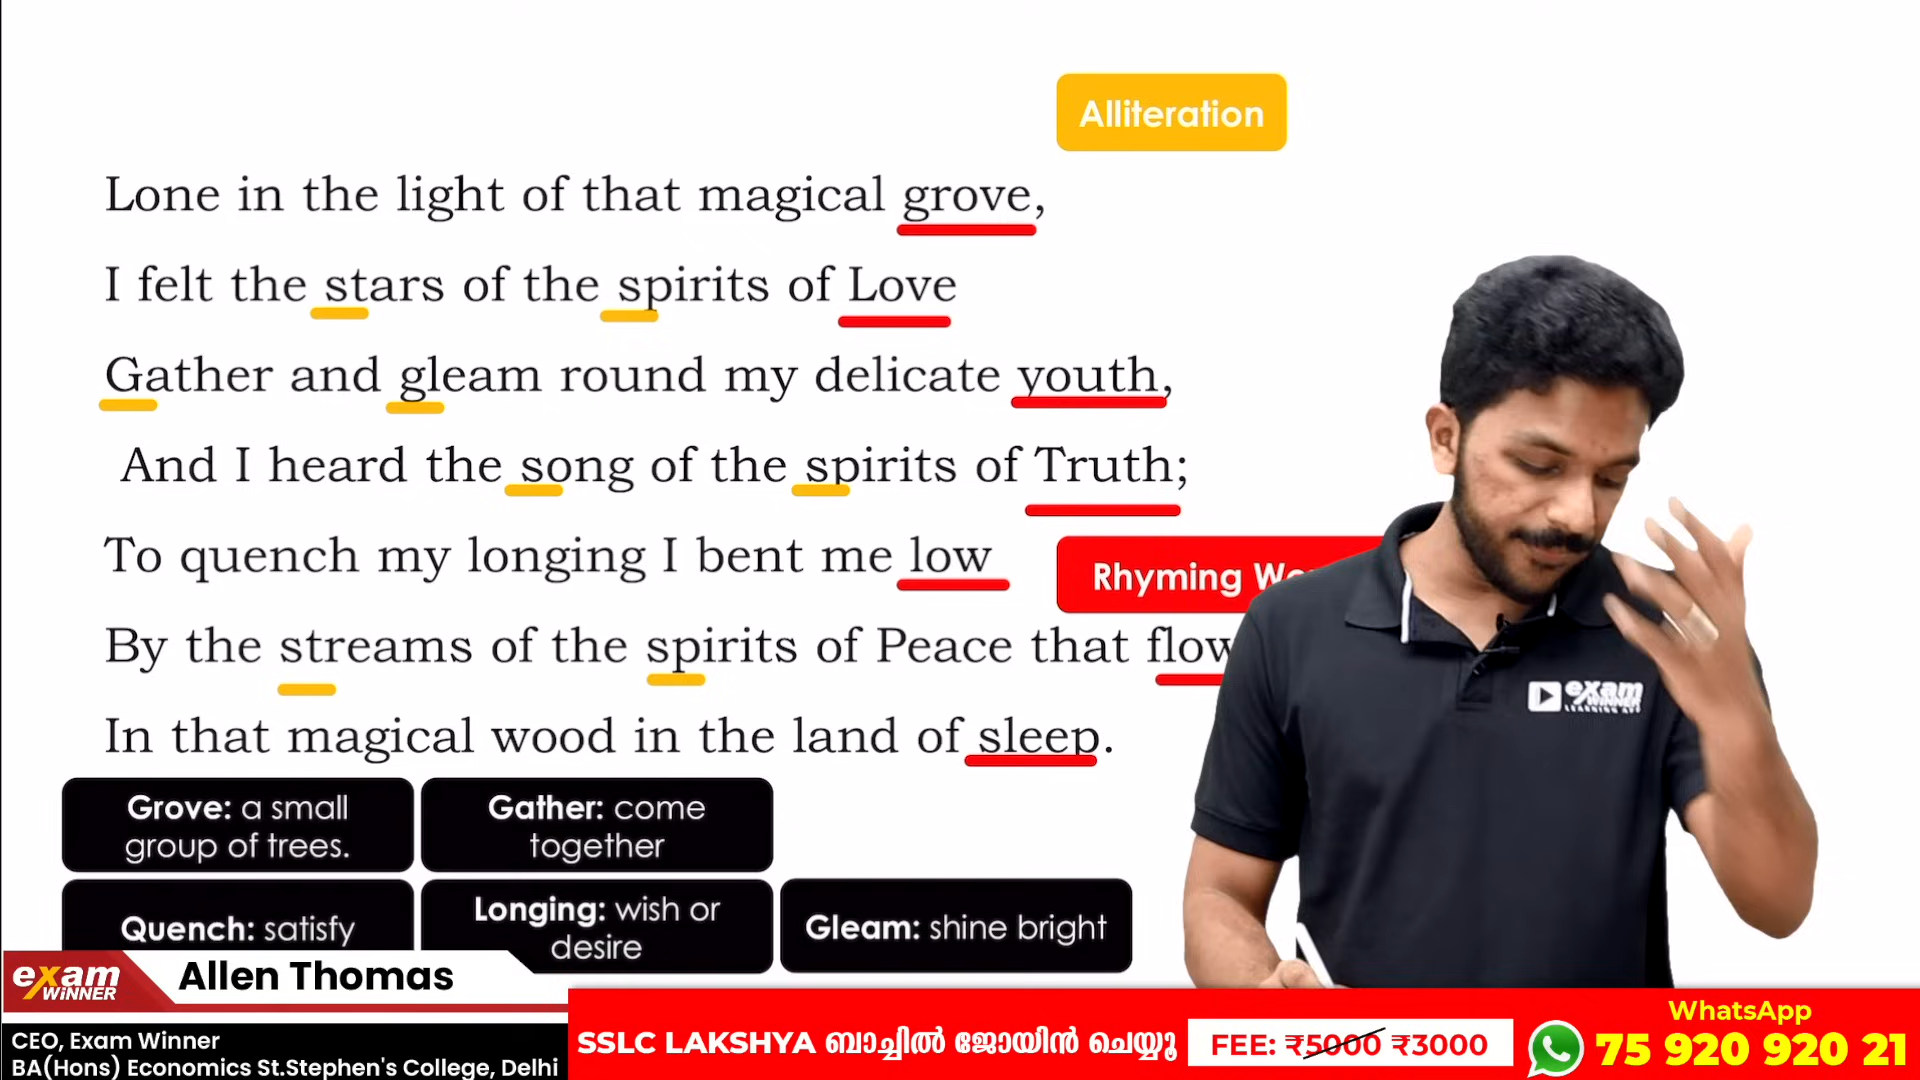 Alliteration
Lone in the light of that magical grove,
I felt the stars of the spirits of Love
Gather and gleam round my delicate youth,
And I heard the song of the spirits of Truth;
To quench my longing I bent me low
Rhyming
By the streams of the spirits of Peace that flow
In that magical wood in the land of sleep.
Grove: a small
group of trees.
Gather: come
together
Quench: satisfy
Longing: wish or
desire
Gleam: shine bright
exam
WINNER
LEARNING APP
exam
WINNER
Allen Thomas
CEO, Exam Winner
BA(Hons) Economics St.Stephen's College, Delhi
SSLC LAKSHYA ബാച്ചിൽ ജോയിൻ ചെയ്യൂ
FEE: ₹5000 ₹3000
WhatsApp
75 920 920 21